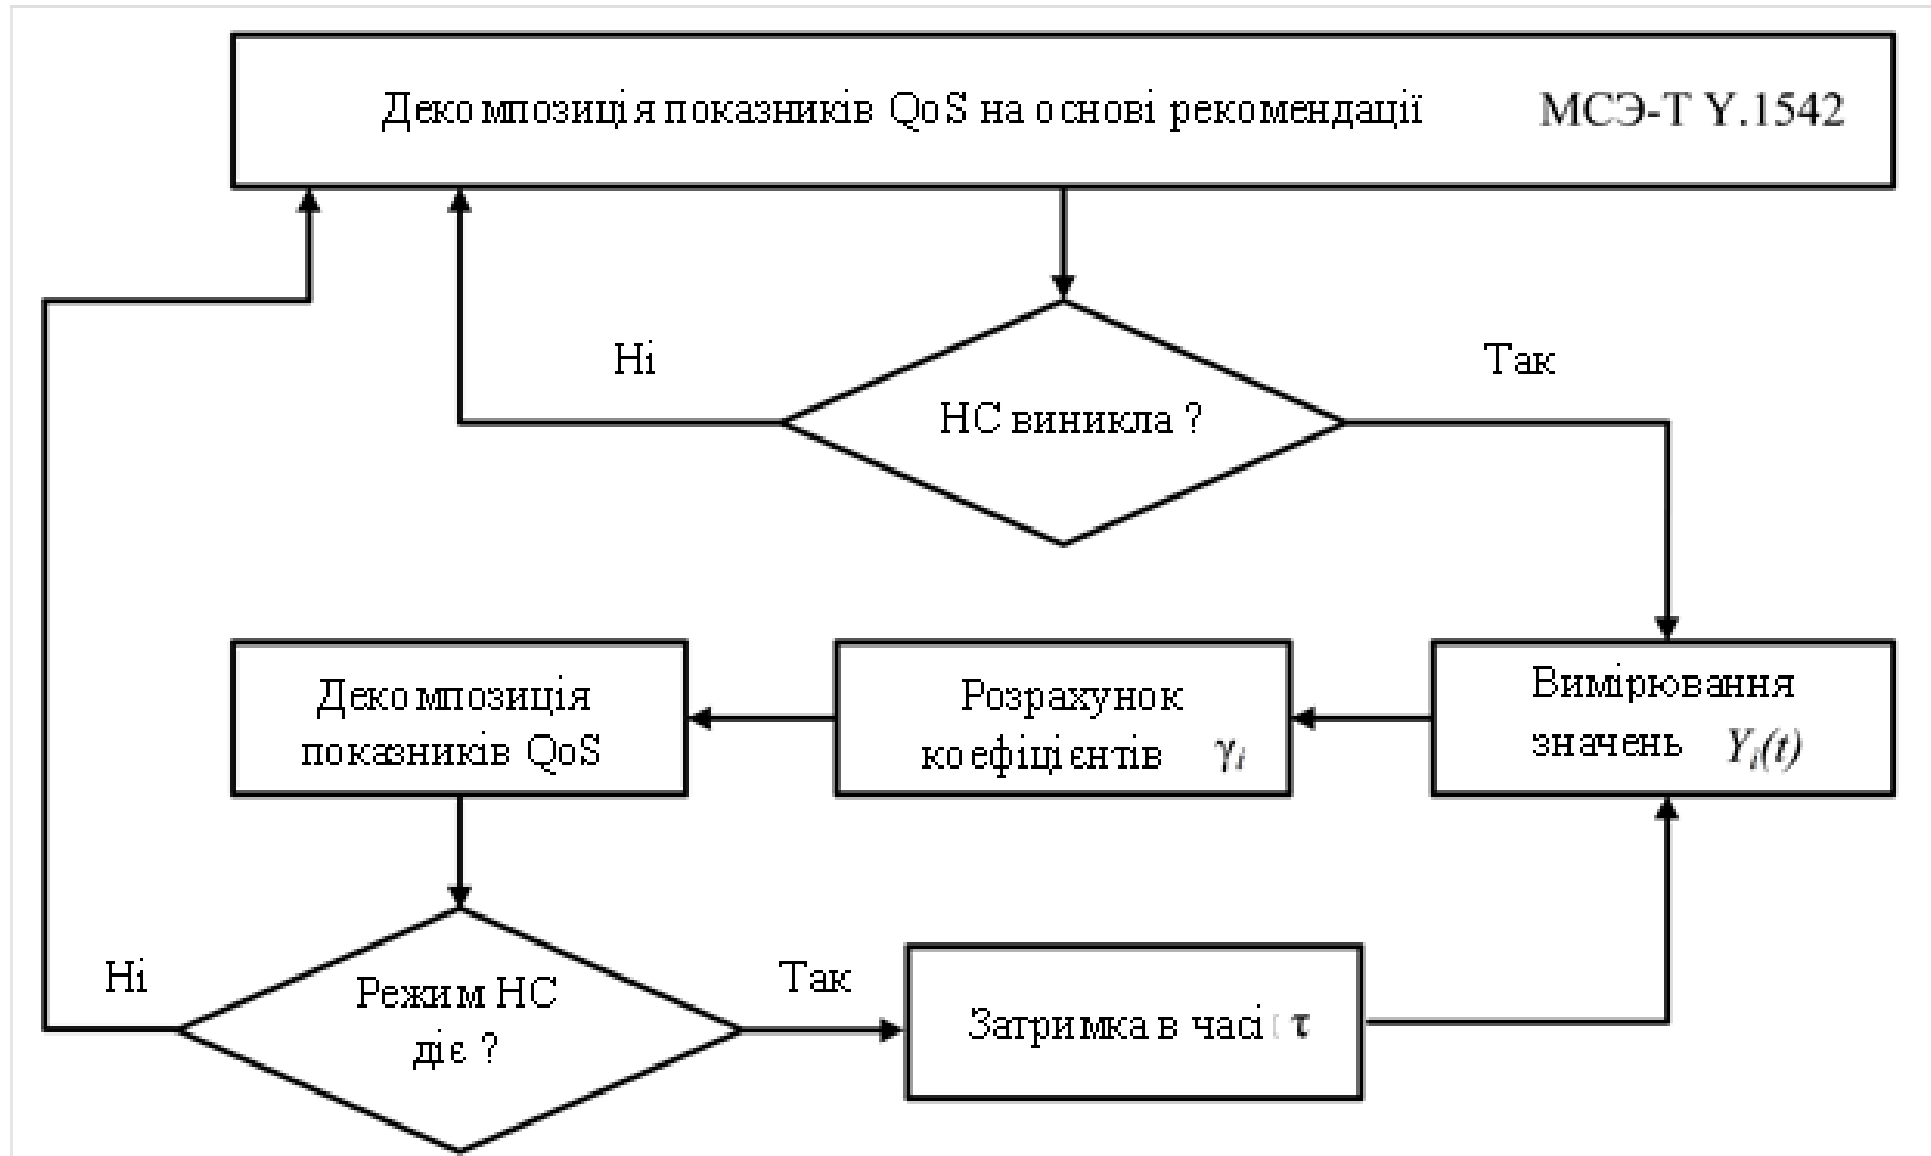 Декомпозиція показників QoS на основі рекомендації МСЭ-Т Y.1542
Ні
Так
НС виникла ?
Декомпозиція
показників QoS
Розрахунок
коефіцієнтів γi
Вимірювання
значень Yi(t)
Ні
Режим НС
діє ?
Так
Затримка в часі τ